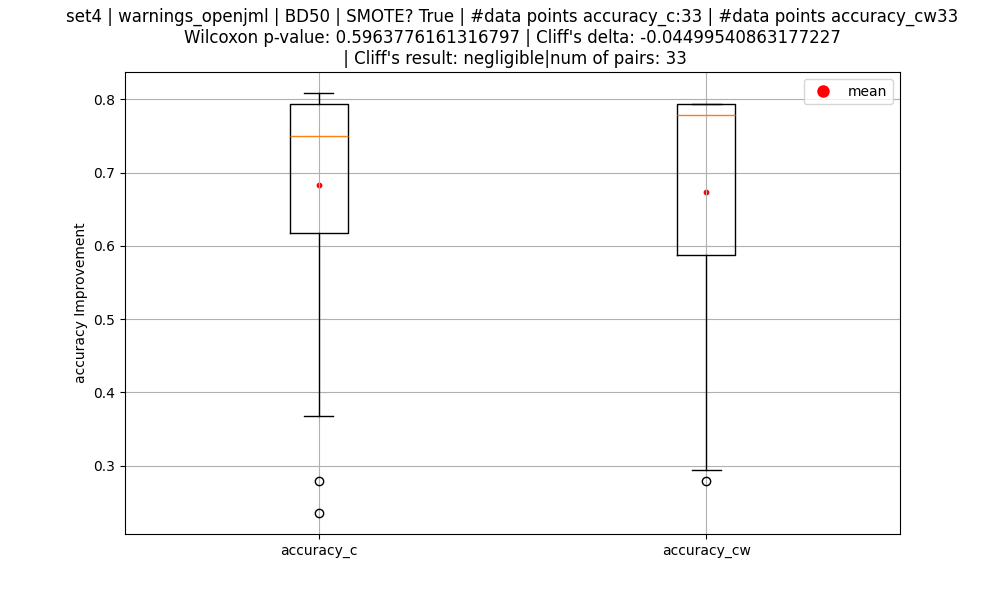 set4 | warnings_openjml | BD50 | SMOTE? True | #data points accuracy_c:33 | #data points accuracy_cw33
Wilcoxon p-value: 0.5963776161316797 | Cliff's delta: -0.04499540863177227
| Cliff's result: negligible|num of pairs: 33
mean
0.8
0.7
0.6
0.5
0.4
0.3
accuracy Improvement
accuracy_c
accuracy_cw